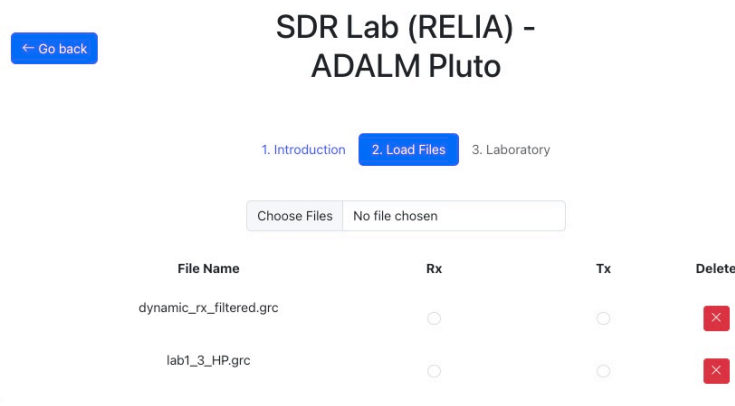 SDR Lab (RELIA) -
ADALM Pluto
← Go back
1. Introduction 2. Load Files 3. Laboratory
Choose Files No file chosen
File Name Rx Tx Delete
dynamic_rx_filtered.grc
lab1_3_HP.grc